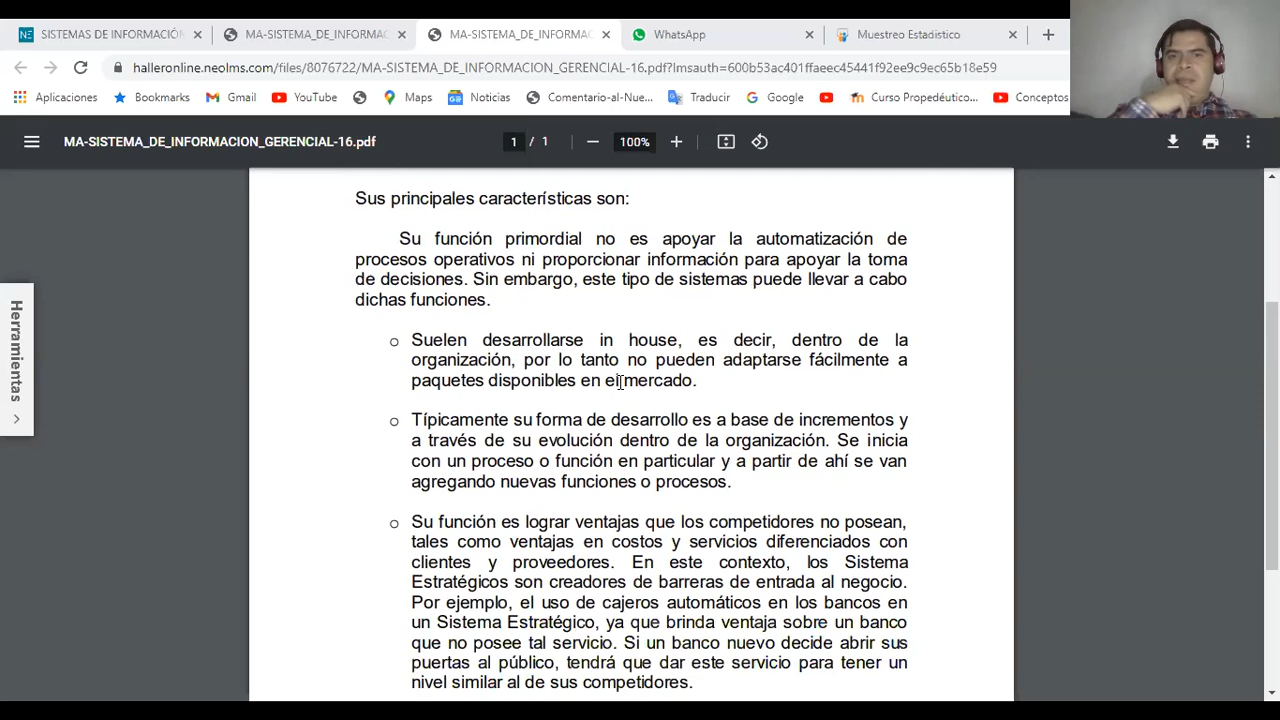 SISTEMAS DE INFORMACIÓN
MA-SISTEMA_DE_INFORMAC
MA-SISTEMA_DE_INFORMAC
WhatsApp
Muestreo Estadistico
halleronline.neolms.com/files/8076722/MA-SISTEMA_DE_INFORMACION_GERENCIAL-16.pdf?lmsauth=600b53ac401ffaeec45441f92ee9c9ec65b18e59
Aplicaciones Bookmarks Gmail YouTube Maps Noticias Comentario-al-Nue... Traducir Google Curso Propedéutic... Conceptos
MA-SISTEMA_DE_INFORMACION_GERENCIAL-16.pdf 1 / 1 100%
Herramientas
Sus principales características son:
Su función primordial no es apoyar la automatización de
procesos operativos ni proporcionar información para apoyar la toma
de decisiones. Sin embargo, este tipo de sistemas puede llevar a cabo
dichas funciones.
o Suelen desarrollarse in house, es decir, dentro de la
organización, por lo tanto no pueden adaptarse fácilmente a
paquetes disponibles en el mercado.
o Típicamente su forma de desarrollo es a base de incrementos y
a través de su evolución dentro de la organización. Se inicia
con un proceso o función en particular y a partir de ahí se van
agregando nuevas funciones o procesos.
o Su función es lograr ventajas que los competidores no posean,
tales como ventajas en costos y servicios diferenciados con
clientes y proveedores. En este contexto, los Sistema
Estratégicos son creadores de barreras de entrada al negocio.
Por ejemplo, el uso de cajeros automáticos en los bancos en
un Sistema Estratégico, ya que brinda ventaja sobre un banco
que no posee tal servicio. Si un banco nuevo decide abrir sus
puertas al público, tendrá que dar este servicio para tener un
nivel similar al de sus competidores.